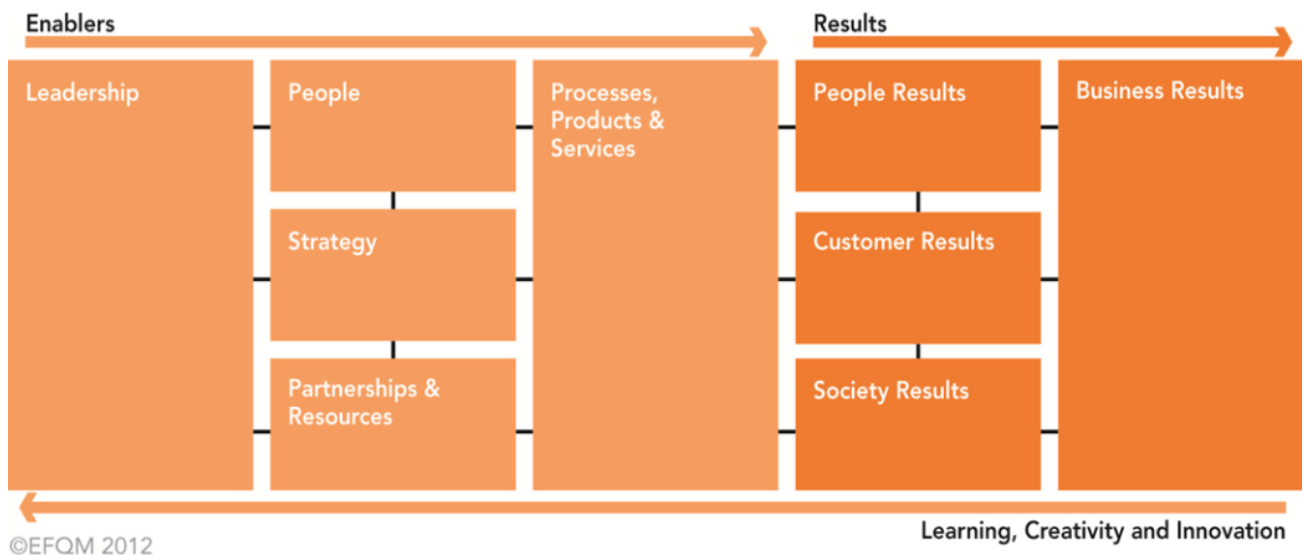 Enablers
Results
Leadership
People
Processes,
Products &
Services
People Results
Business Results
Strategy
Customer Results
Partnerships &
Resources
Society Results
Learning, Creativity and Innovation
©EFQM 2012